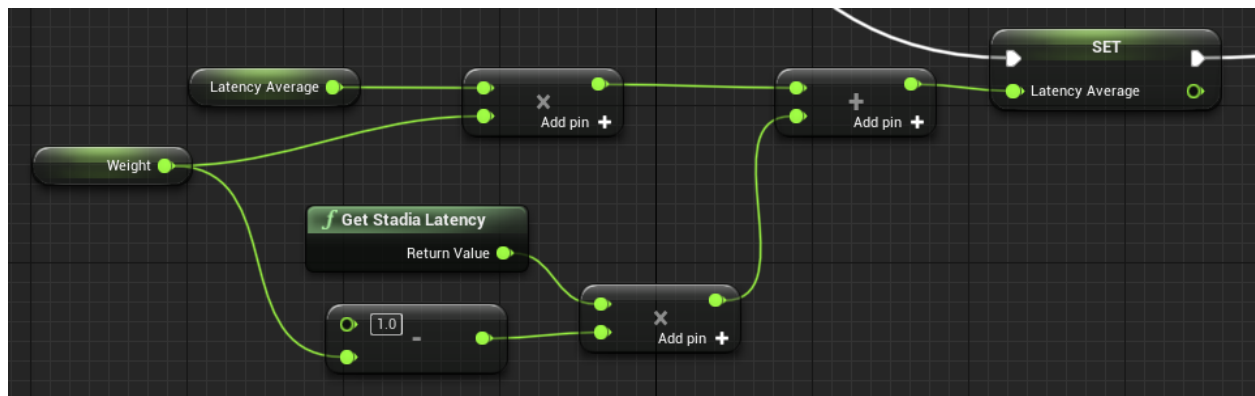 SET
Latency Average
×
Add pin +
+
Add pin +
Latency Average
Weight
f Get Stadia Latency
Return Value
1.0
-
×
Add pin +